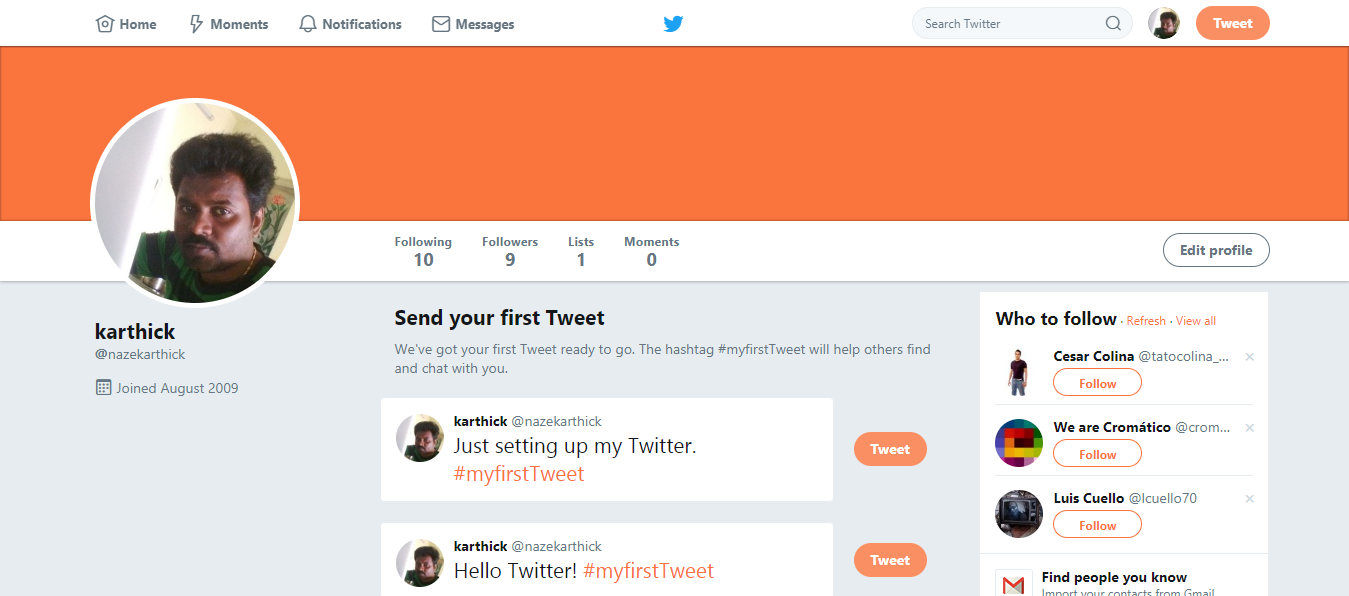 Home
Moments
Notifications
Messages
Search Twitter
Tweet
Following
10
Followers
9
Lists
1
Moments
0
Edit profile
karthick
@nazekarthick
Joined August 2009
Send your first Tweet
We've got your first Tweet ready to go. The hashtag #myfirstTweet will help others find
and chat with you.
karthick @nazekarthick
Just setting up my Twitter.
#myfirstTweet
Tweet
karthick @nazekarthick
Hello Twitter! #myfirstTweet
Tweet
Who to follow · Refresh · View all
Cesar Colina @tatocolina_...
Follow
We are Cromático @crom...
Follow
Luis Cuello @lcuello70
Follow
Find people you know
Import your contacts from Gmail